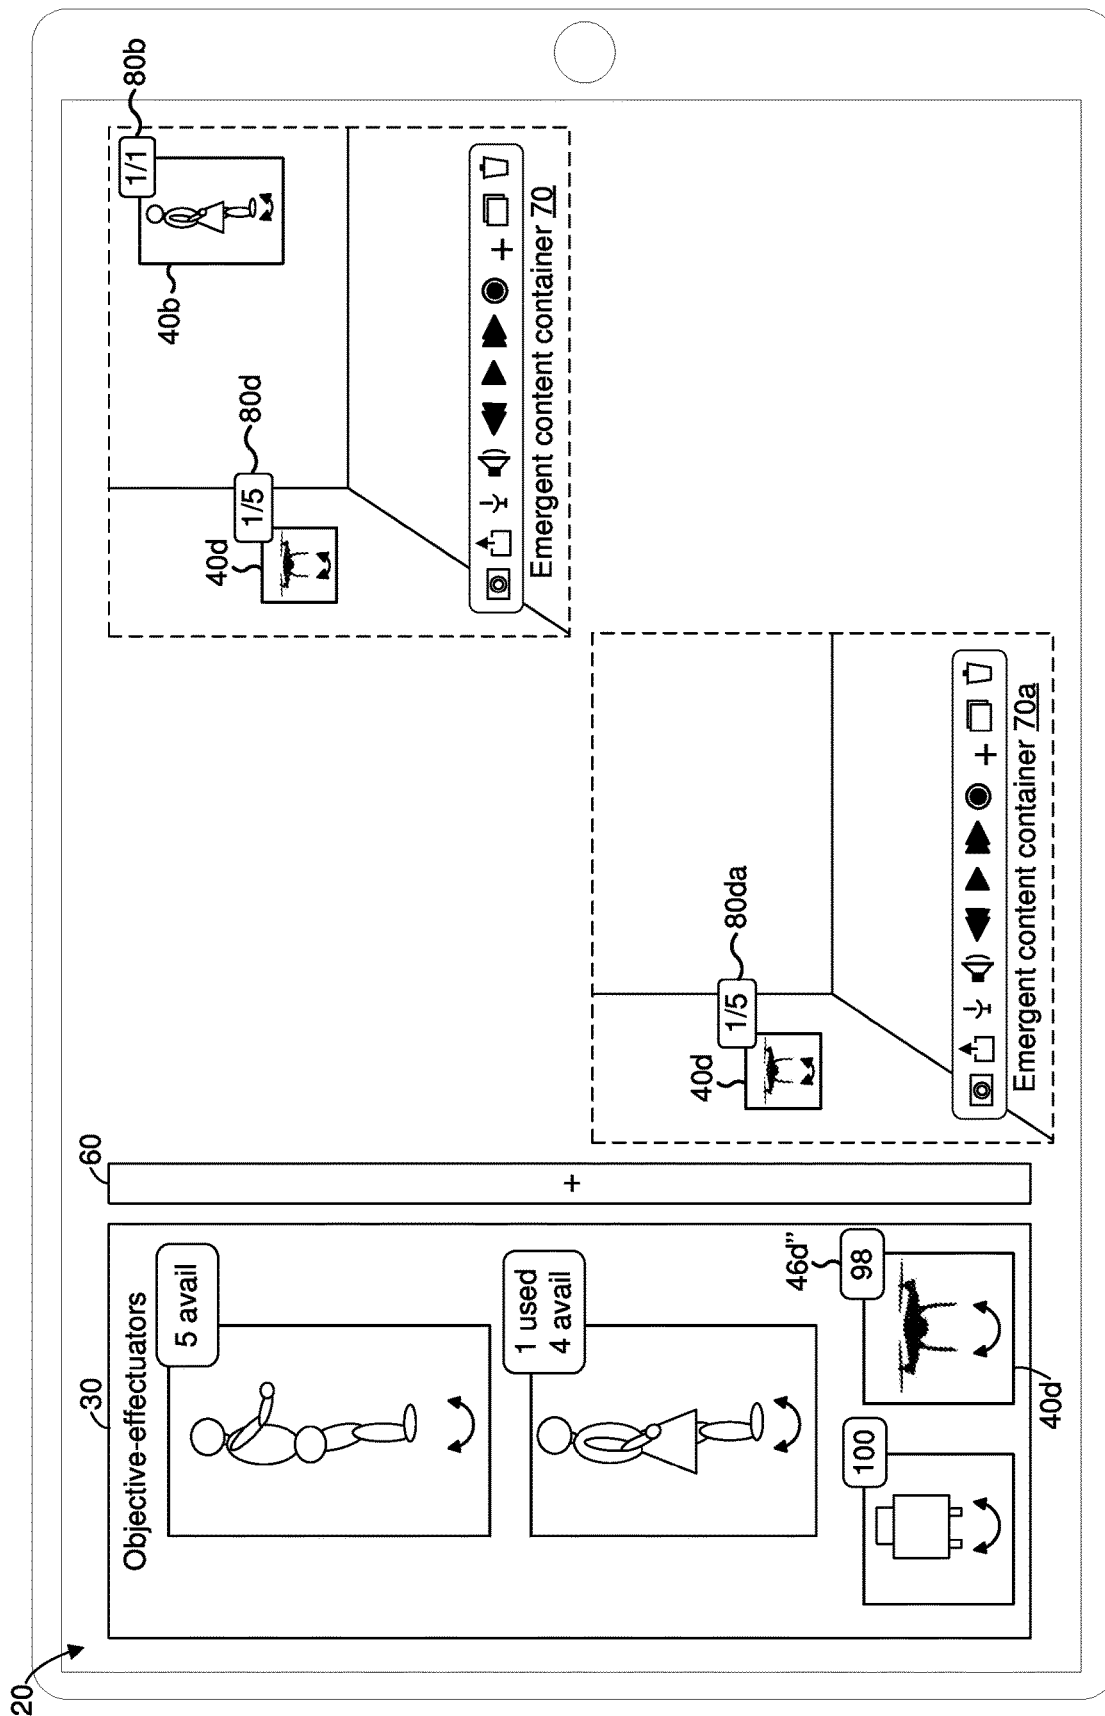 20
30
60
Objective-effectuators
5 avail
1 used
4 avail
100
98
46d”
40d
+
40d
1/5
80d
40b
1/1
80b
+
Emergent content container 70
40d
1/5
80da
+
Emergent content container 70a